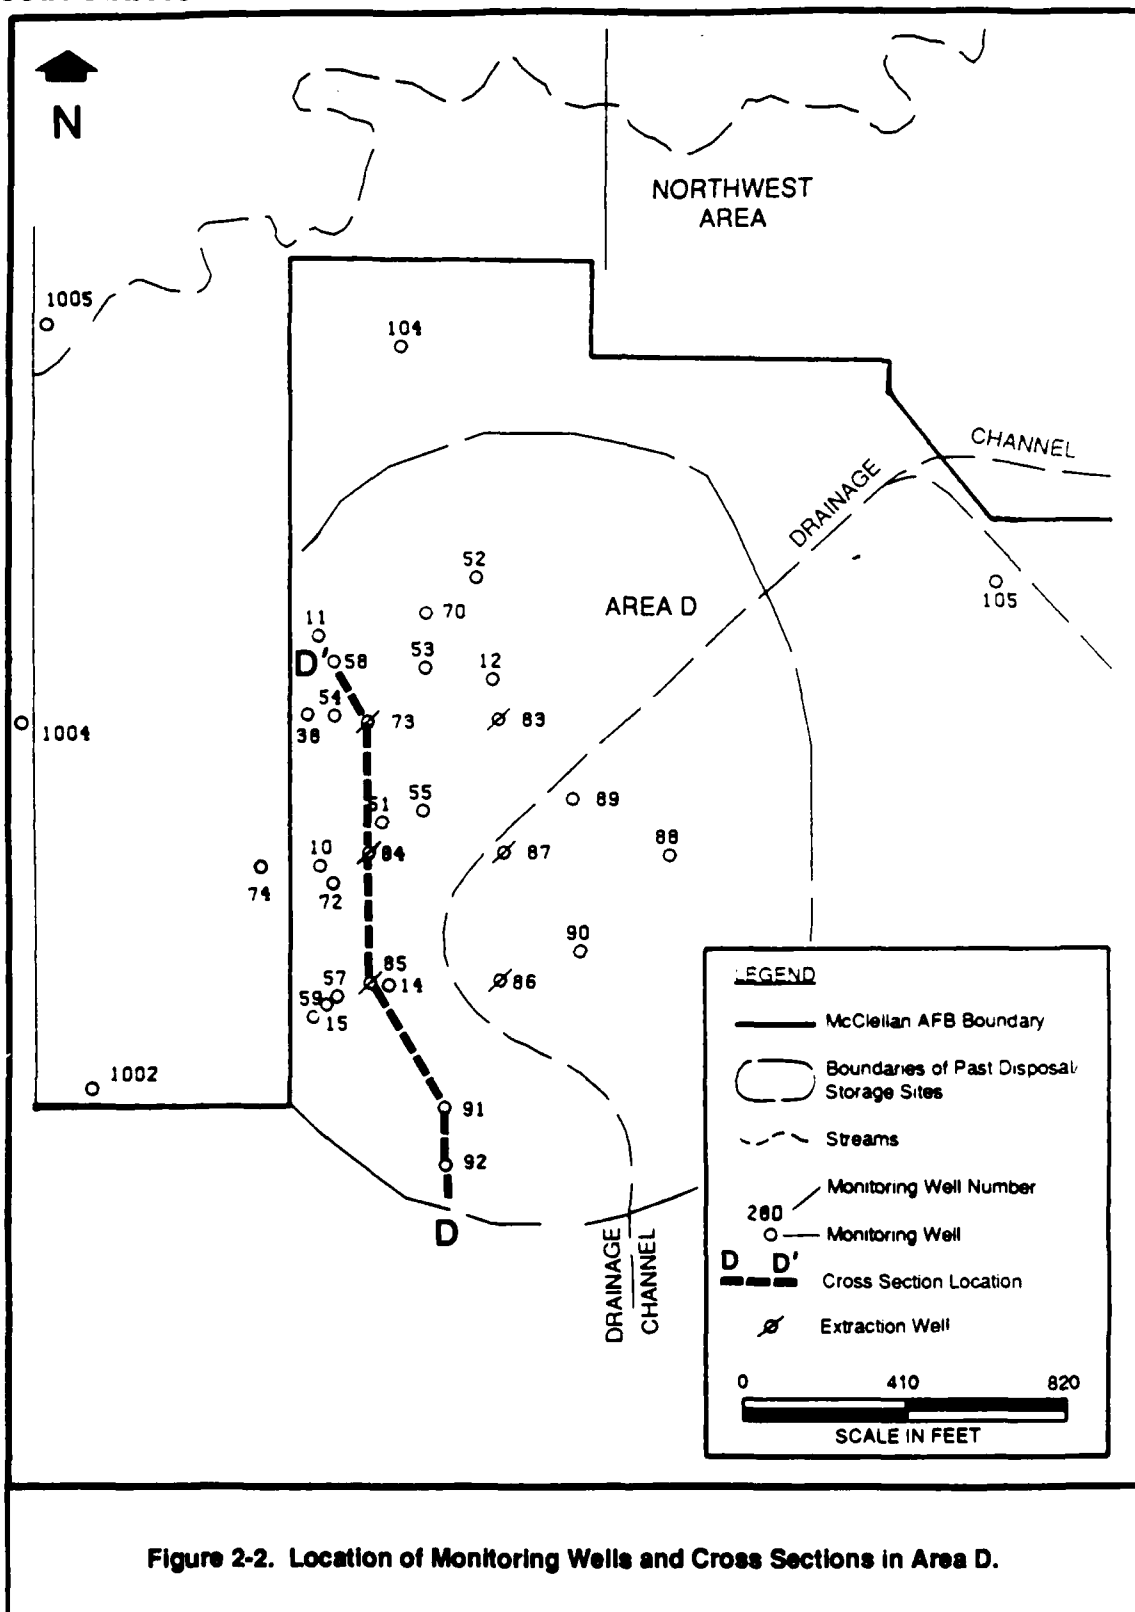 N
NORTHWEST
AREA
1005
104
CHANNEL
DRAINAGE
52
AREA D
70
105
11
53
D'
58
12
54
38
73
83
1004
51
55
89
88
10
84
87
74
72
90
85
57
14
86
59
15
1002
91
92
D
DRAINAGE
CHANNEL
LEGEND
McClellan AFB Boundary
Boundaries of Past Disposal/
Storage Sites
Streams
Monitoring Well Number
280
Monitoring Well
D D'
Cross Section Location
Extraction Well
0 410 820
SCALE IN FEET
Figure 2-2. Location of Monitoring Wells and Cross Sections in Area D.